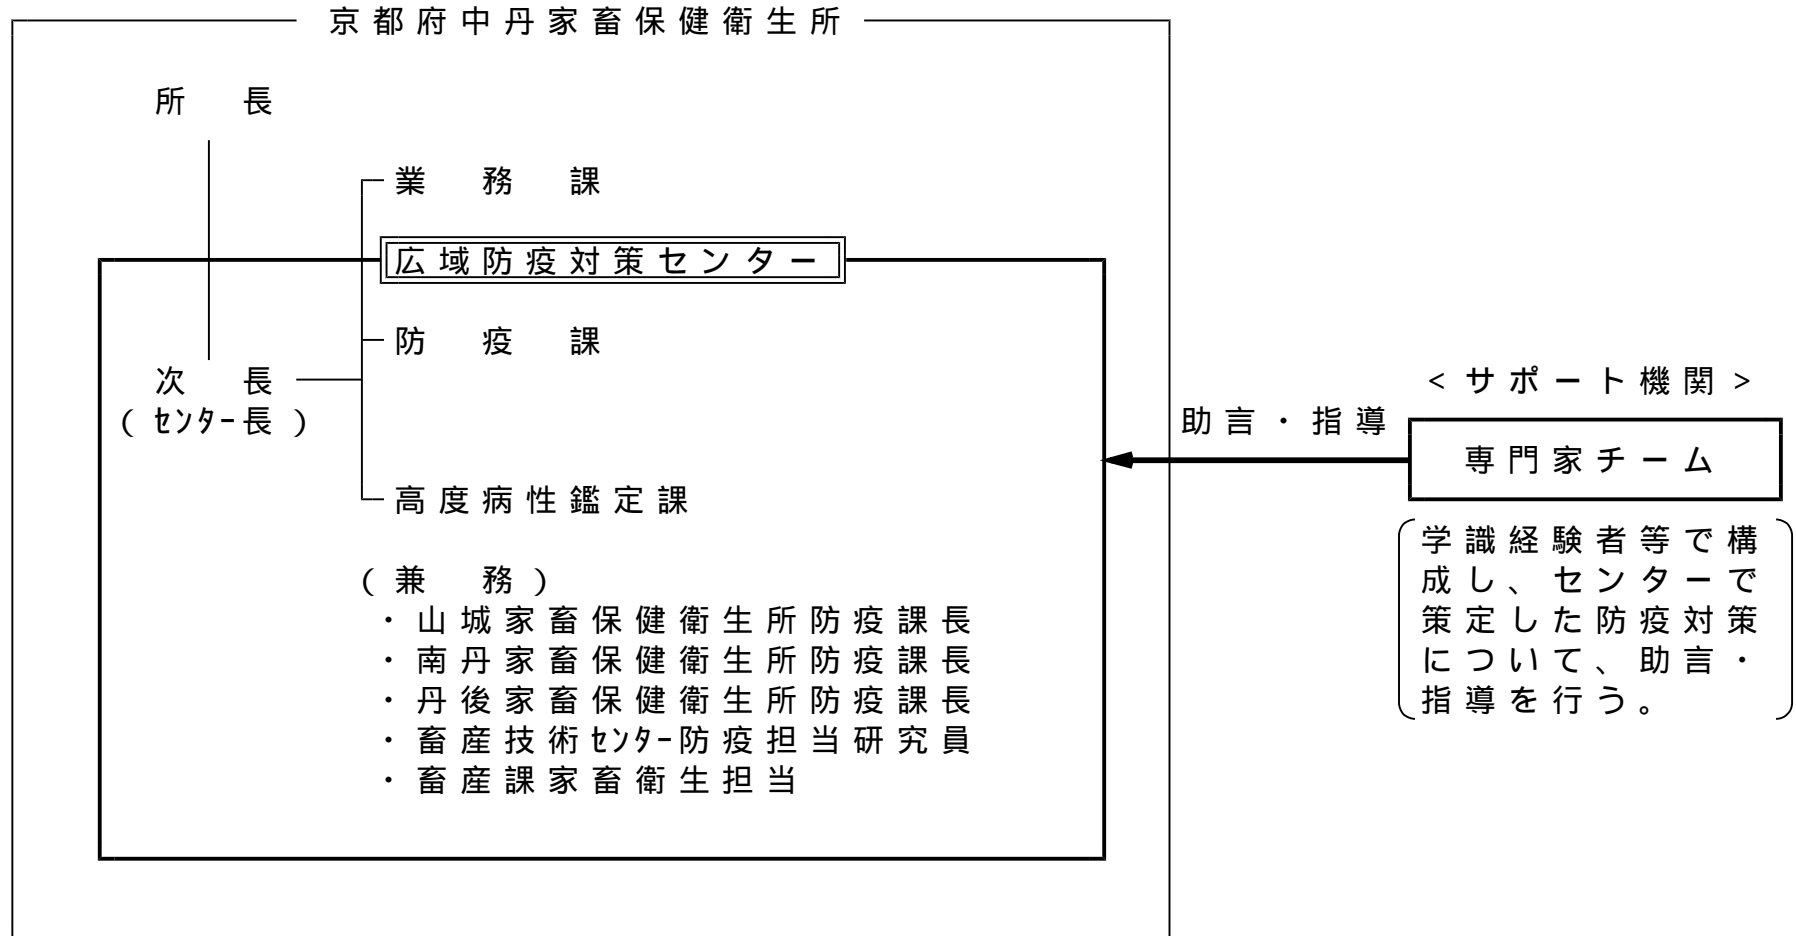 京都府中丹家畜保健衛生所
所　長
業　務　課
広域防疫対策センター
防　疫　課
次　長
(ｾﾝﾀｰ長)
高度病性鑑定課
(兼　務)
・山城家畜保健衛生所防疫課長
・南丹家畜保健衛生所防疫課長
・丹後家畜保健衛生所防疫課長
・畜産技術ｾﾝﾀｰ防疫担当研究員
・畜産課家畜衛生担当
助言・指導
<サポート機関>
専門家チーム
学識経験者等で構
成し、センターで
策定した防疫対策
について、助言・
指導を行う。